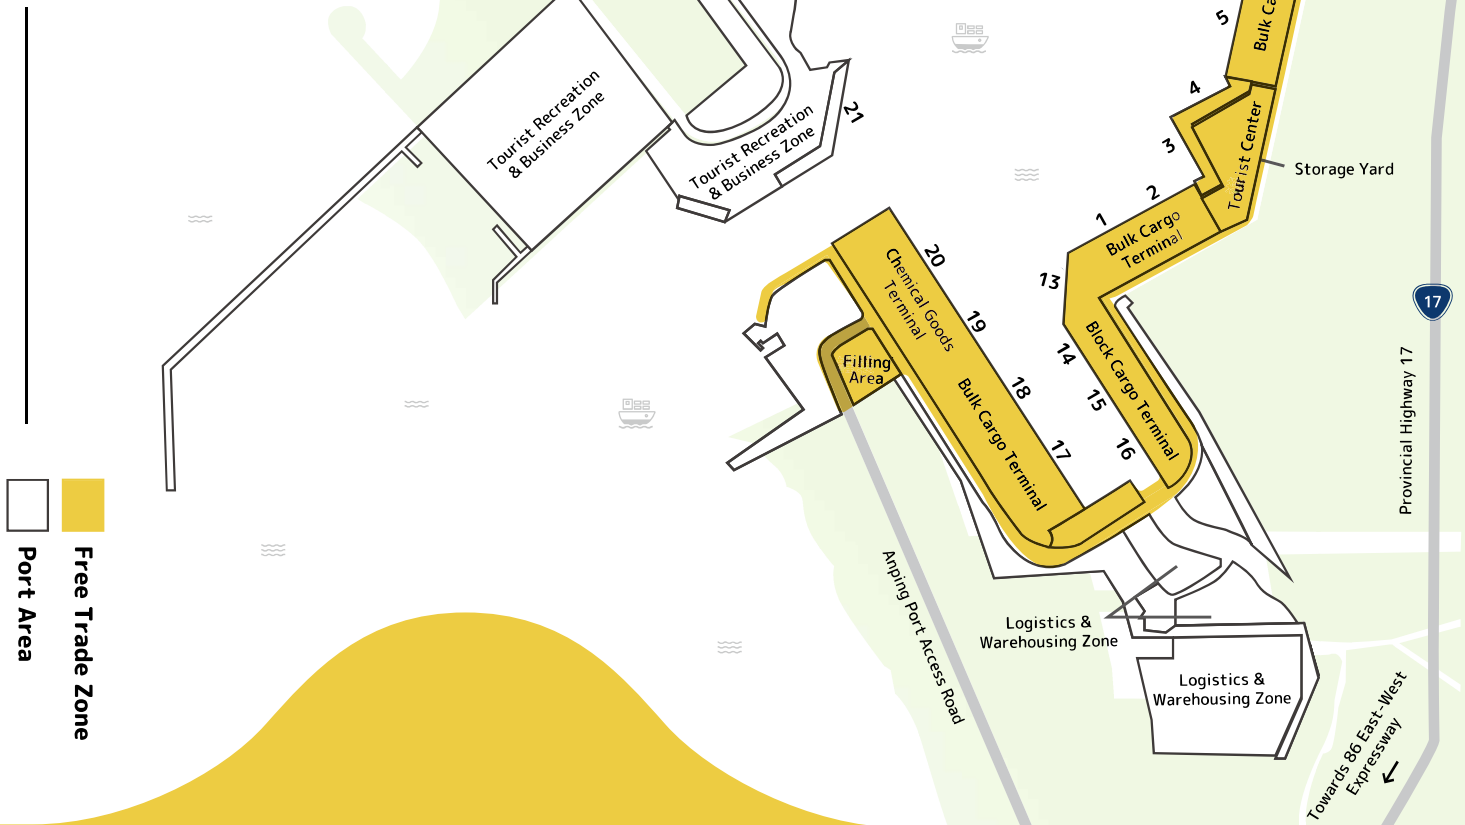 5
Bulk Ca
4
3
Tourist Center
Storage Yard
2
1
Bulk Cargo
Terminal
13
Tourist Recreation
& Business Zone
Tourist Recreation
& Business Zone
21
20
19
18
17
Chemical Goods
Terminal
Filling
Area
Bulk Cargo Terminal
14
15
16
Block Cargo Terminal
17
Provincial Highway 17
Anping Port Access Road
Logistics &
Warehousing Zone
Logistics &
Warehousing Zone
Towards 86 East-West
Expressway
Free Trade Zone
Port Area